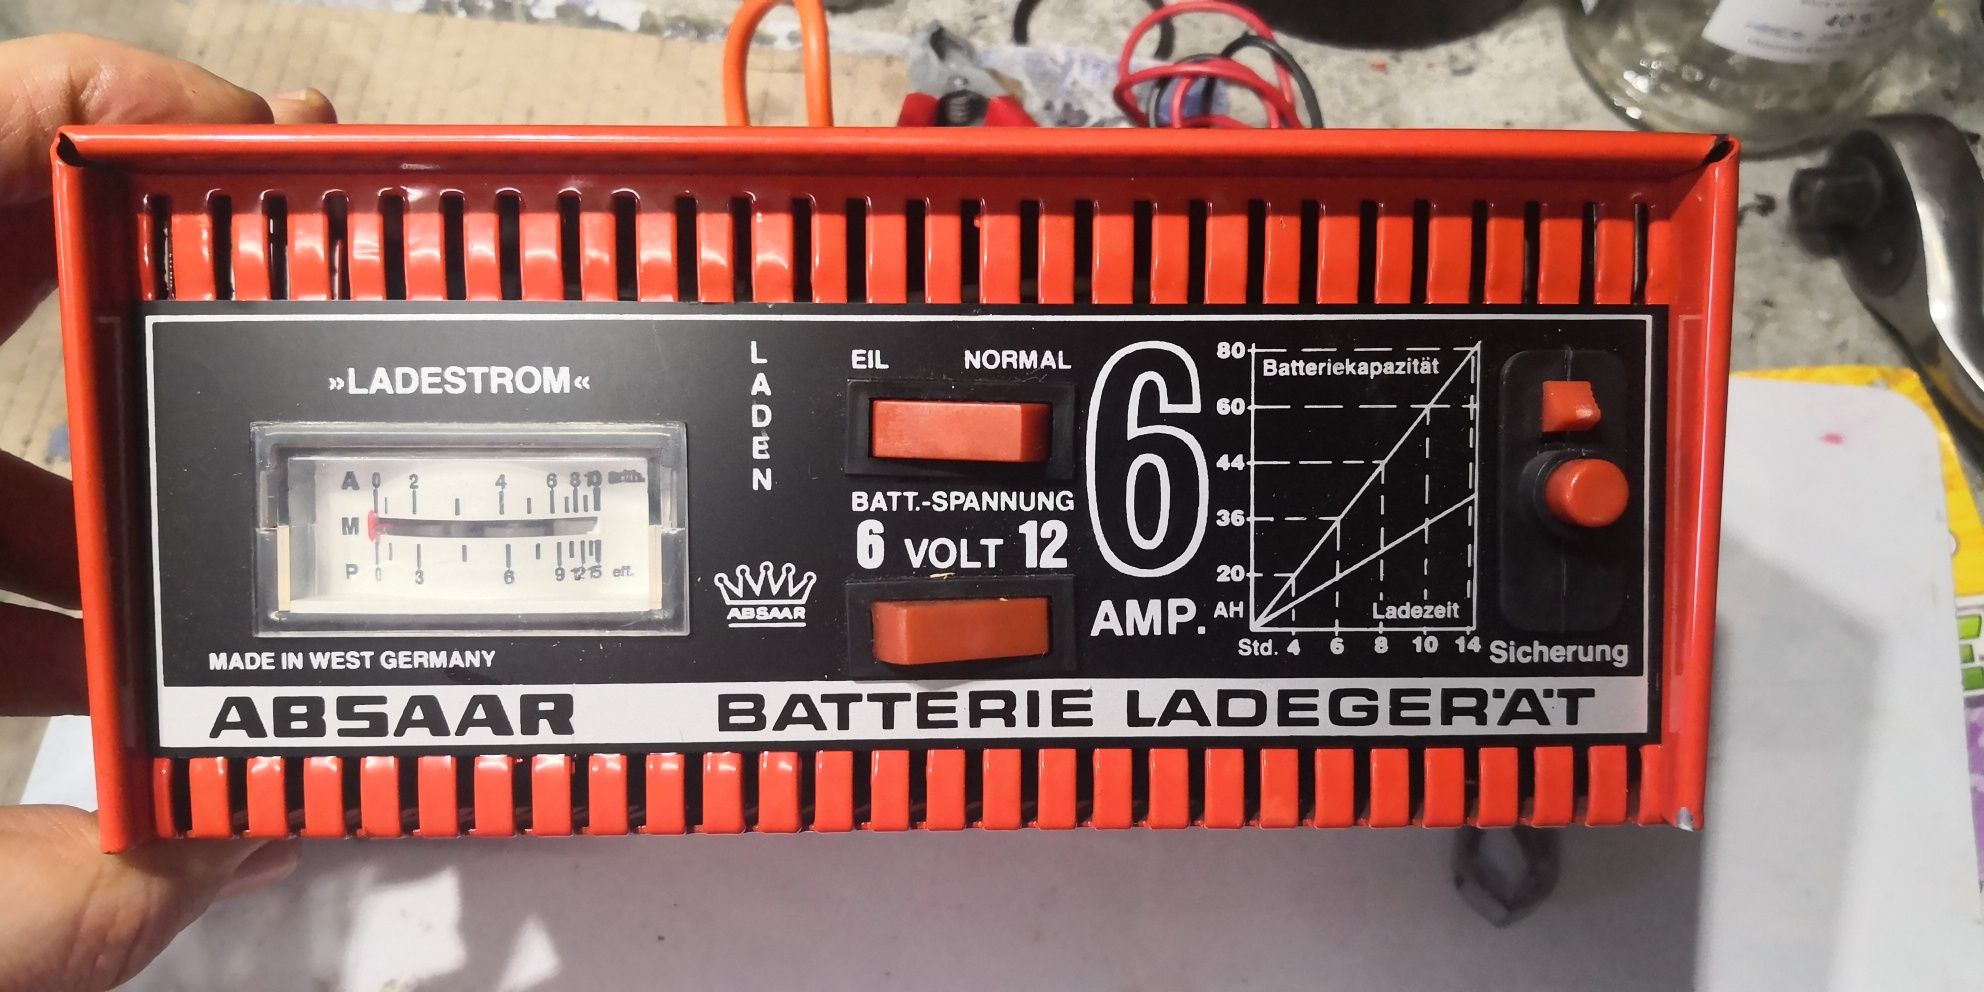 »LADESTROM«
A 0 2 4 6 8 10
M
P 0 3 6 9 12 15 eff.
MADE IN WEST GERMANY
LADEN
ABSAAR
EIL NORMAL
BATT.-SPANNUNG
6 VOLT 12
6
AMP.
Batteriekapazität
80
60
44
36
20
AH
Ladezeit
Std. 4 6 8 10 14
Sicherung
ABSAAR BATTERIE LADEGERÄT